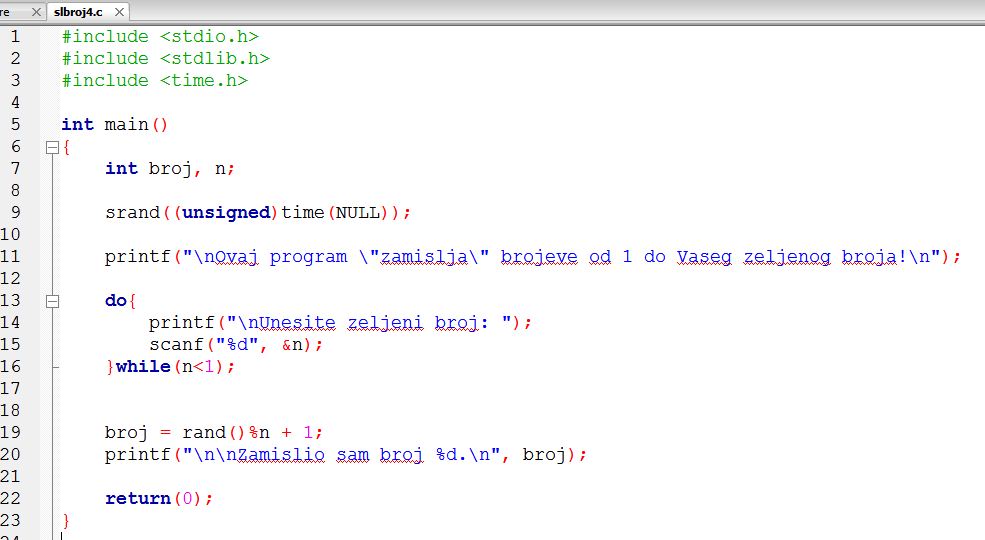 re slbroj4.c
1 #include <stdio.h>
2 #include <stdlib.h>
3 #include <time.h>
4
5 int main()
6 {
7 int broj, n;
8
9 srand((unsigned)time(NULL));
10
11 printf("\nOvaj program \"zamislja\" brojeve od 1 do Vaseg zeljenog broja!\n");
12
13 do{
14 printf("\nUnesite zeljeni broj: ");
15 scanf("%d", &n);
16 }while(n<1);
17
18
19 broj = rand()%n + 1;
20 printf("\n\nZamislio sam broj %d.\n", broj);
21
22 return(0);
23 }